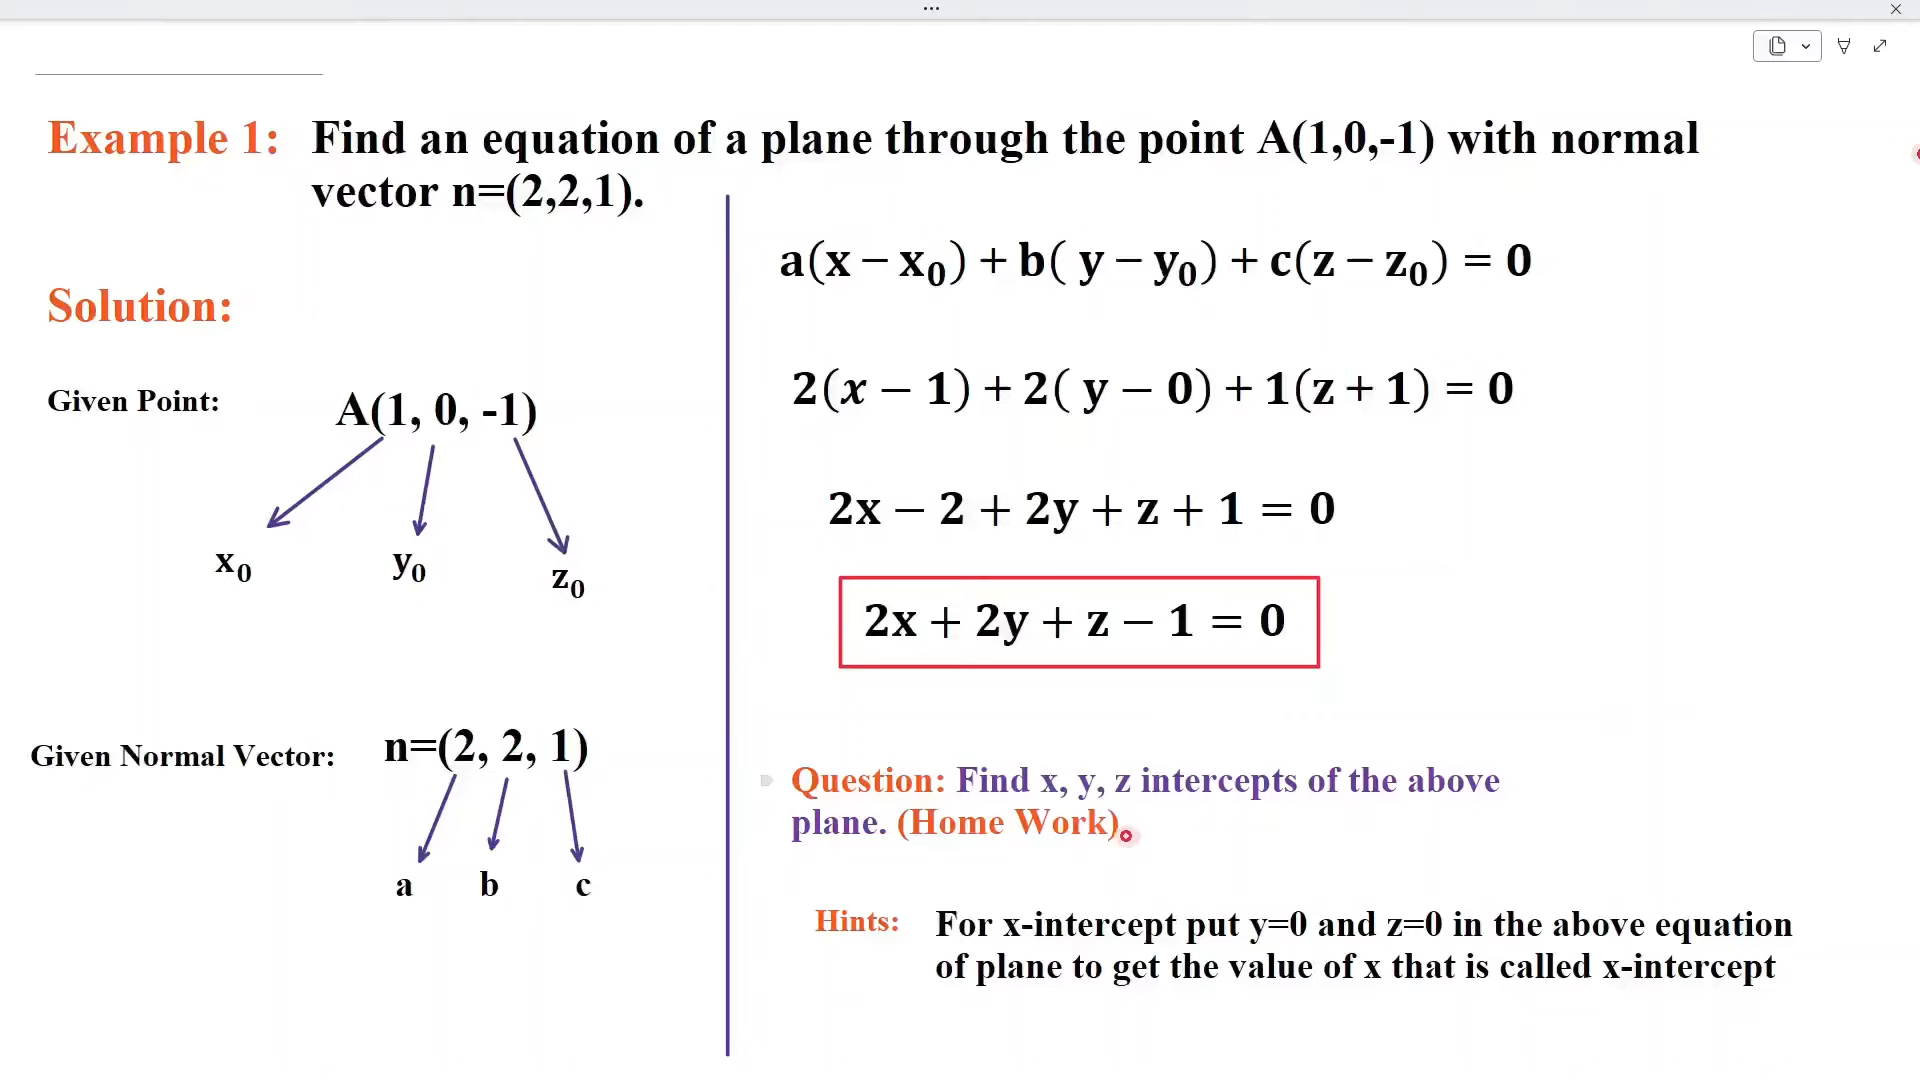 Example 1: Find an equation of a plane through the point A(1,0,-1) with normal
vector n=(2,2,1).
Solution:
Given Point: A(1, 0, -1)
x₀ y₀ z₀
Given Normal Vector: n=(2, 2, 1)
a b c
a(x − x₀) + b( y − y₀) + c(z − z₀) = 0
2(x − 1) + 2( y − 0) + 1(z + 1) = 0
2x − 2 + 2y + z + 1 = 0
2x + 2y + z − 1 = 0
Question: Find x, y, z intercepts of the above
plane. (Home Work)
Hints: For x-intercept put y=0 and z=0 in the above equation
of plane to get the value of x that is called x-intercept